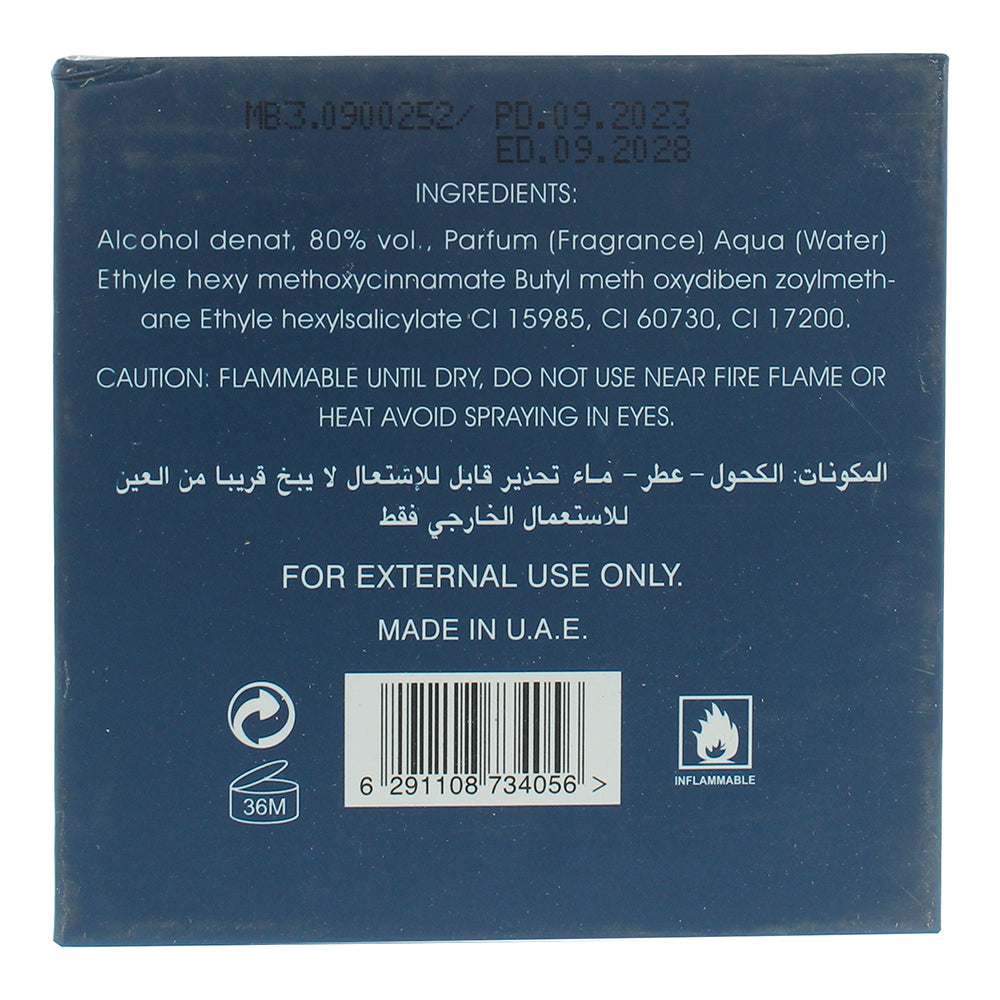 MB3.0900252/ PD.09.2023
ED.09.2028
INGREDIENTS:
Alcohol denat, 80% vol., Parfum (Fragrance) Aqua (Water)
Ethyle hexy methoxycinnamate Butyl meth oxydiben zoylmeth-
ane Ethyle hexylsalicylate CI 15985, CI 60730, CI 17200.
CAUTION: FLAMMABLE UNTIL DRY, DO NOT USE NEAR FIRE FLAME OR
HEAT AVOID SPRAYING IN EYES.
المكونات: الكحول - عطر - ماء تحذير قابل للإشتعال لا يبخ قريبا من العين
للاستعمال الخارجي فقط
FOR EXTERNAL USE ONLY.
MADE IN U.A.E.
6 291108 734056 >
36M
INFLAMMABLE